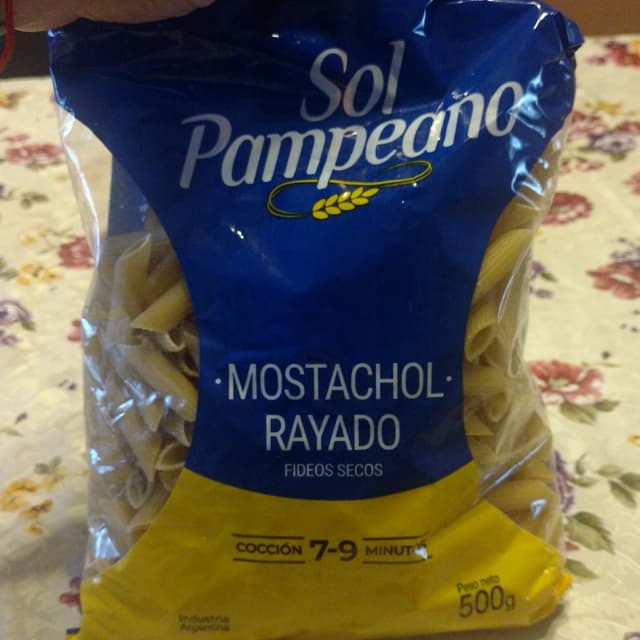 Sol
Pampeano
·MOSTACHOL·
RAYADO
FIDEOS SECOS
COCCIÓN 7-9 MINUTOS
Peso neto
500g
Industria
Argentina